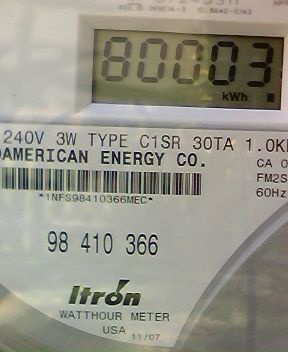 80003
kWh
240V 3W TYPE C1SR 30TA 1.0K
AMERICAN ENERGY CO.
CA 0
FM2S
60Hz
*1NFS98410366MEC*
98 410 366
Itron
WATTHOUR METER
USA 11/07